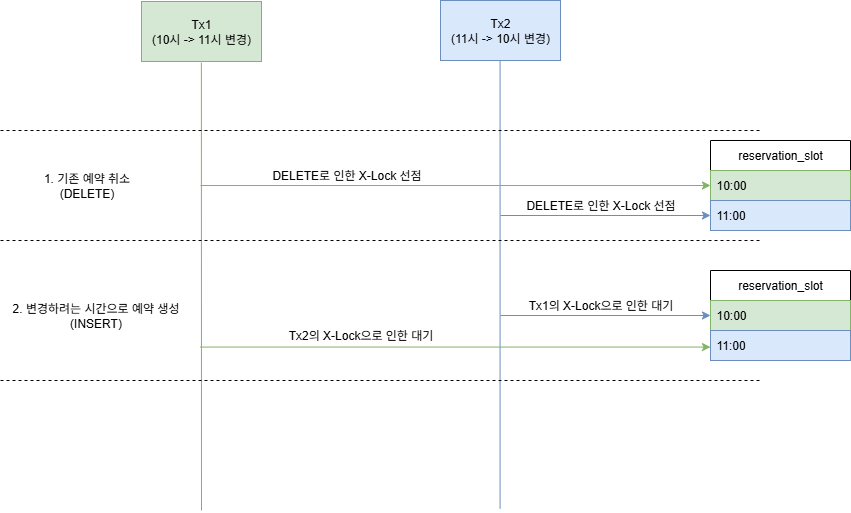 Tx1
(10시 -> 11시 변경)
Tx2
(11시 -> 10시 변경)
1. 기존 예약 취소
(DELETE)
DELETE로 인한 X-Lock 선점
DELETE로 인한 X-Lock 선점
reservation_slot
10:00
11:00
2. 변경하려는 시간으로 예약 생성
(INSERT)
Tx1의 X-Lock으로 인한 대기
Tx2의 X-Lock으로 인한 대기
reservation_slot
10:00
11:00